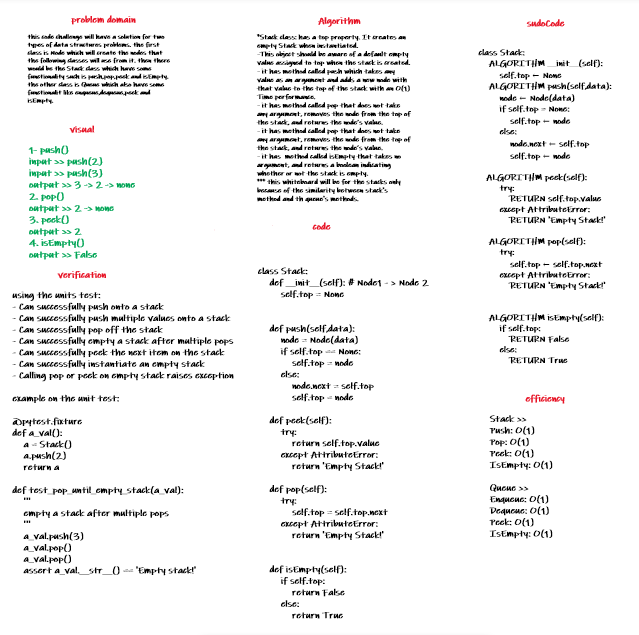 problem domain
this code challenge will have a solution for two
types of data structures problems. the first
class is Node which will create the nodes that
the following classes will use from it. then there
would be the Stack class which have some
functionality such is push,pop,peek and isEmpty.
the other class is Queue which also have some
functionalit like enqueue,dequeue,peek and
isEmpty.
visual
1- push()
input >> push(2)
input >> push(3)
output >> 3 -> 2 -> none
2. pop()
output >> 2 -> none
3. peek()
output >> 2
4. isEmpty()
output >> False
verification
using the units test:
- Can successfully push onto a stack
- Can successfully push multiple values onto a stack
- Can successfully pop off the stack
- Can successfully empty a stack after multiple pops
- Can successfully peek the next item on the stack
- Can successfully instantiate an empty stack
- Calling pop or peek on empty stack raises exception
example on the unit test:
@pytest.fixture
def a_val():
a = Stack()
a.push(2)
return a
def test_pop_until_empty_stack(a_val):
"""
empty a stack after multiple pops
"""
a_val.push(3)
a_val.pop()
a_val.pop()
assert a_val.__str__() == 'Empty stack!'
Algorithm
*Stack class: has a top property. It creates an
empty Stack when instantiated.
-This object should be aware of a default empty
value assigned to top when the stack is created.
- it has method called push which takes any
value as an argument and adds a new node with
that value to the top of the stack with an O(1)
Time performance.
- it has method called pop that does not take
any argument, removes the node from the top of
the stack, and returns the node's value.
- it has method called pop that does not take
any argument, removes the node from the top of
the stack, and returns the node's value.
- it has method called isEmpty that takes no
argument, and returns a boolean indicating
whether or not the stack is empty.
*** this whiteboard will be for the stacks only
because of the similarity between stack's
method and th queue's methods.
code
class Stack:
def __init__(self): # Node1 - > Node 2
self.top = None
def push(self,data):
node = Node(data)
if self.top == None:
self.top = node
else:
node.next = self.top
self.top = node
def peek(self):
try:
return self.top.value
except AttributeError:
return 'Empty Stack!'
def pop(self):
try:
self.top = self.top.next
except AttributeError:
return 'Empty Stack!'
def isEmpty(self):
if self.top:
return False
else:
return True
sudoCode
class Stack:
ALGORITHM __init__(self):
self.top ← None
ALGORITHM push(self,data):
node ← Node(data)
if self.top = None:
self.top ← node
else:
node.next ← self.top
self.top ← node
ALGORITHM peek(self):
try:
RETURN self.top.value
except AttributeError:
RETURN 'Empty Stack!'
ALGORITHM pop(self):
try:
self.top ← self.top.next
except AttributeError:
RETURN 'Empty Stack!'
ALGORITHM isEmpty(self):
if self.top:
RETURN False
else:
RETURN True
efficiency
Stack >>
Push: O(1)
Pop: O(1)
Peek: O(1)
IsEmpty: O(1)
Queue >>
Enqueue: O(1)
Dequeue: O(1)
Peek: O(1)
IsEmpty: O(1)